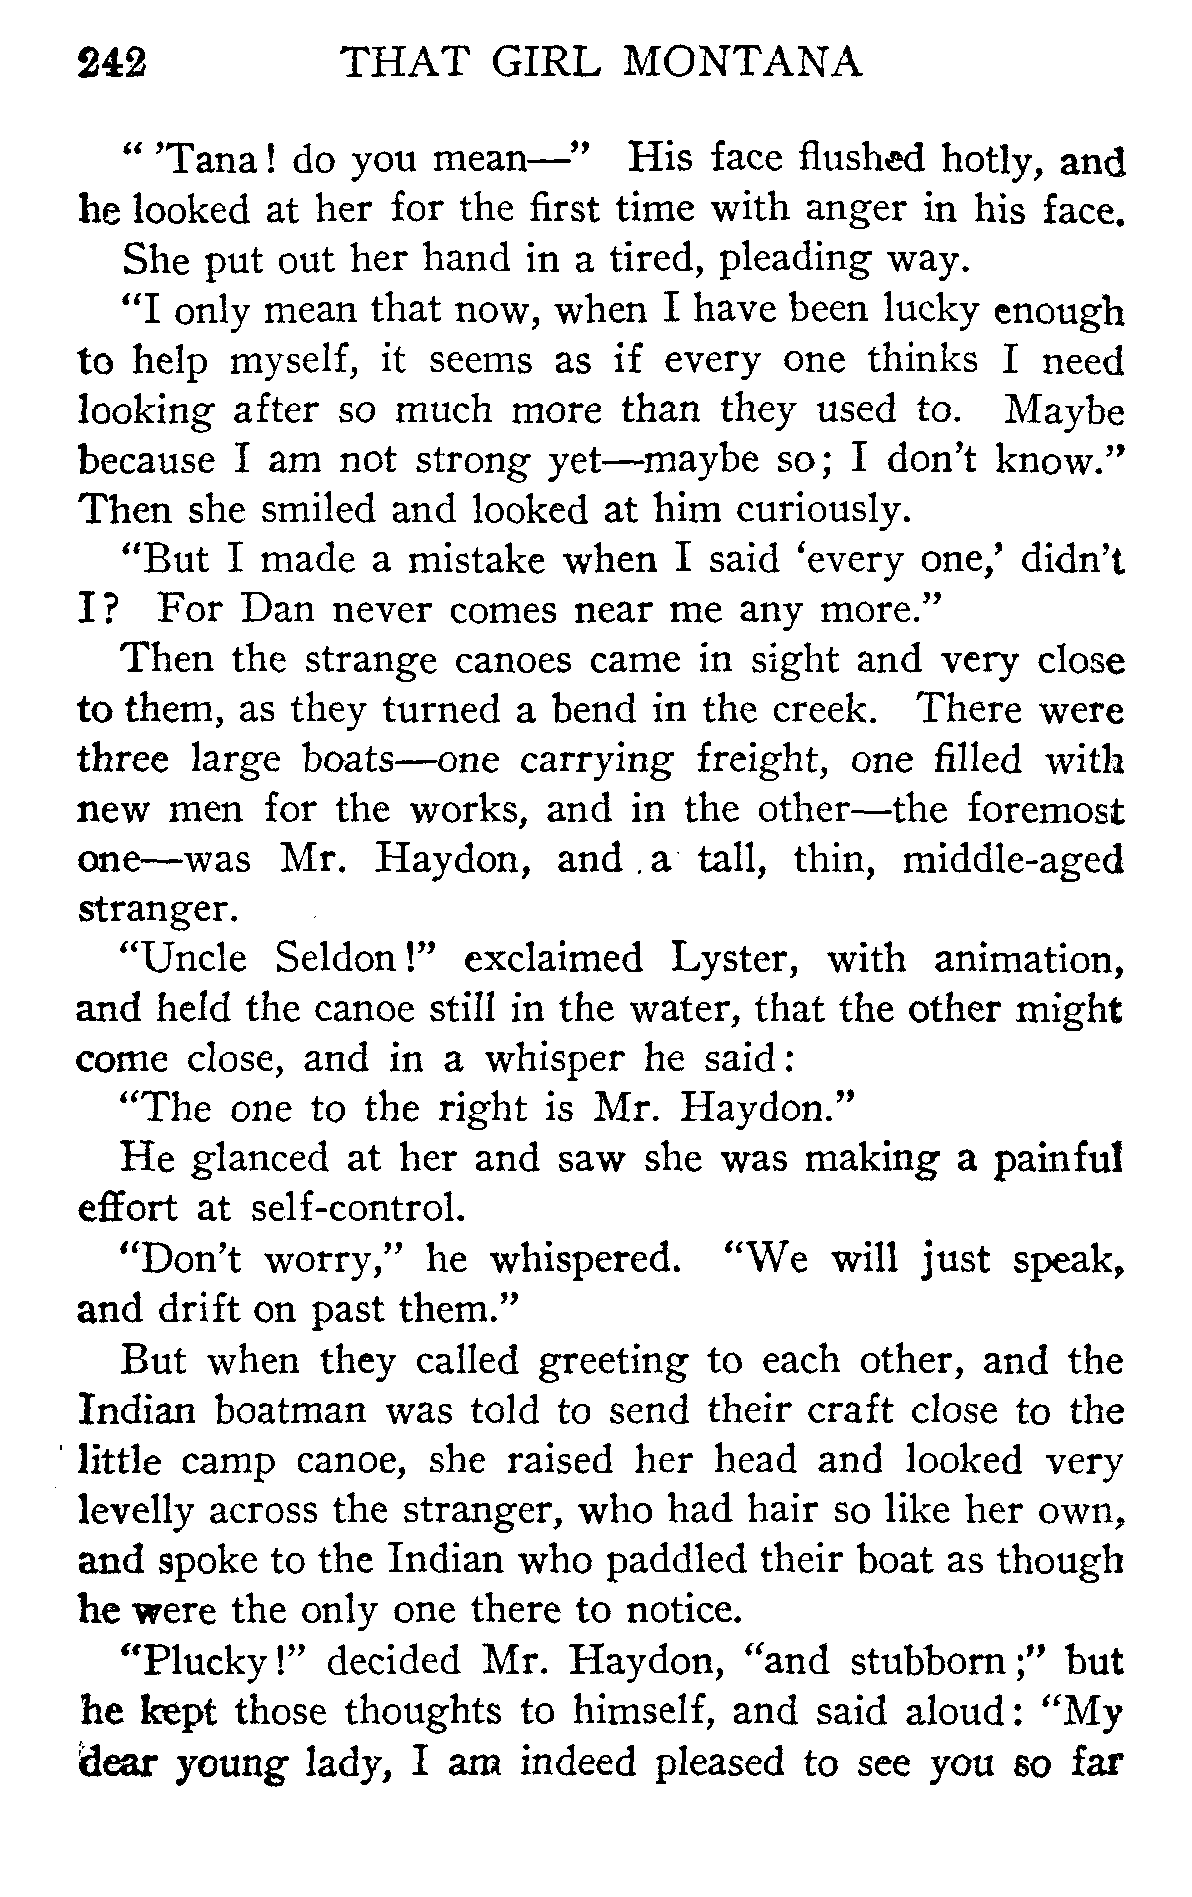 242 THAT GIRL MONTANA
“ ’Tana! do you mean—” His face flushed hotly, and
he looked at her for the first time with anger in his face.
She put out her hand in a tired, pleading way.
“I only mean that now, when I have been lucky enough
to help myself, it seems as if every one thinks I need
looking after so much more than they used to. Maybe
because I am not strong yet—maybe so; I don’t know.”
Then she smiled and looked at him curiously.
“But I made a mistake when I said ‘every one,’ didn’t
I? For Dan never comes near me any more.”
Then the strange canoes came in sight and very close
to them, as they turned a bend in the creek. There were
three large boats—one carrying freight, one filled with
new men for the works, and in the other—the foremost
one—was Mr. Haydon, and a tall, thin, middle-aged
stranger.
“Uncle Seldon!” exclaimed Lyster, with animation,
and held the canoe still in the water, that the other might
come close, and in a whisper he said:
“The one to the right is Mr. Haydon.”
He glanced at her and saw she was making a painful
effort at self-control.
“Don’t worry,” he whispered. “We will just speak,
and drift on past them.”
But when they called greeting to each other, and the
Indian boatman was told to send their craft close to the
little camp canoe, she raised her head and looked very
levelly across the stranger, who had hair so like her own,
and spoke to the Indian who paddled their boat as though
he were the only one there to notice.
“Plucky!” decided Mr. Haydon, “and stubborn;” but
he kept those thoughts to himself, and said aloud: “My
dear young lady, I am indeed pleased to see you so far